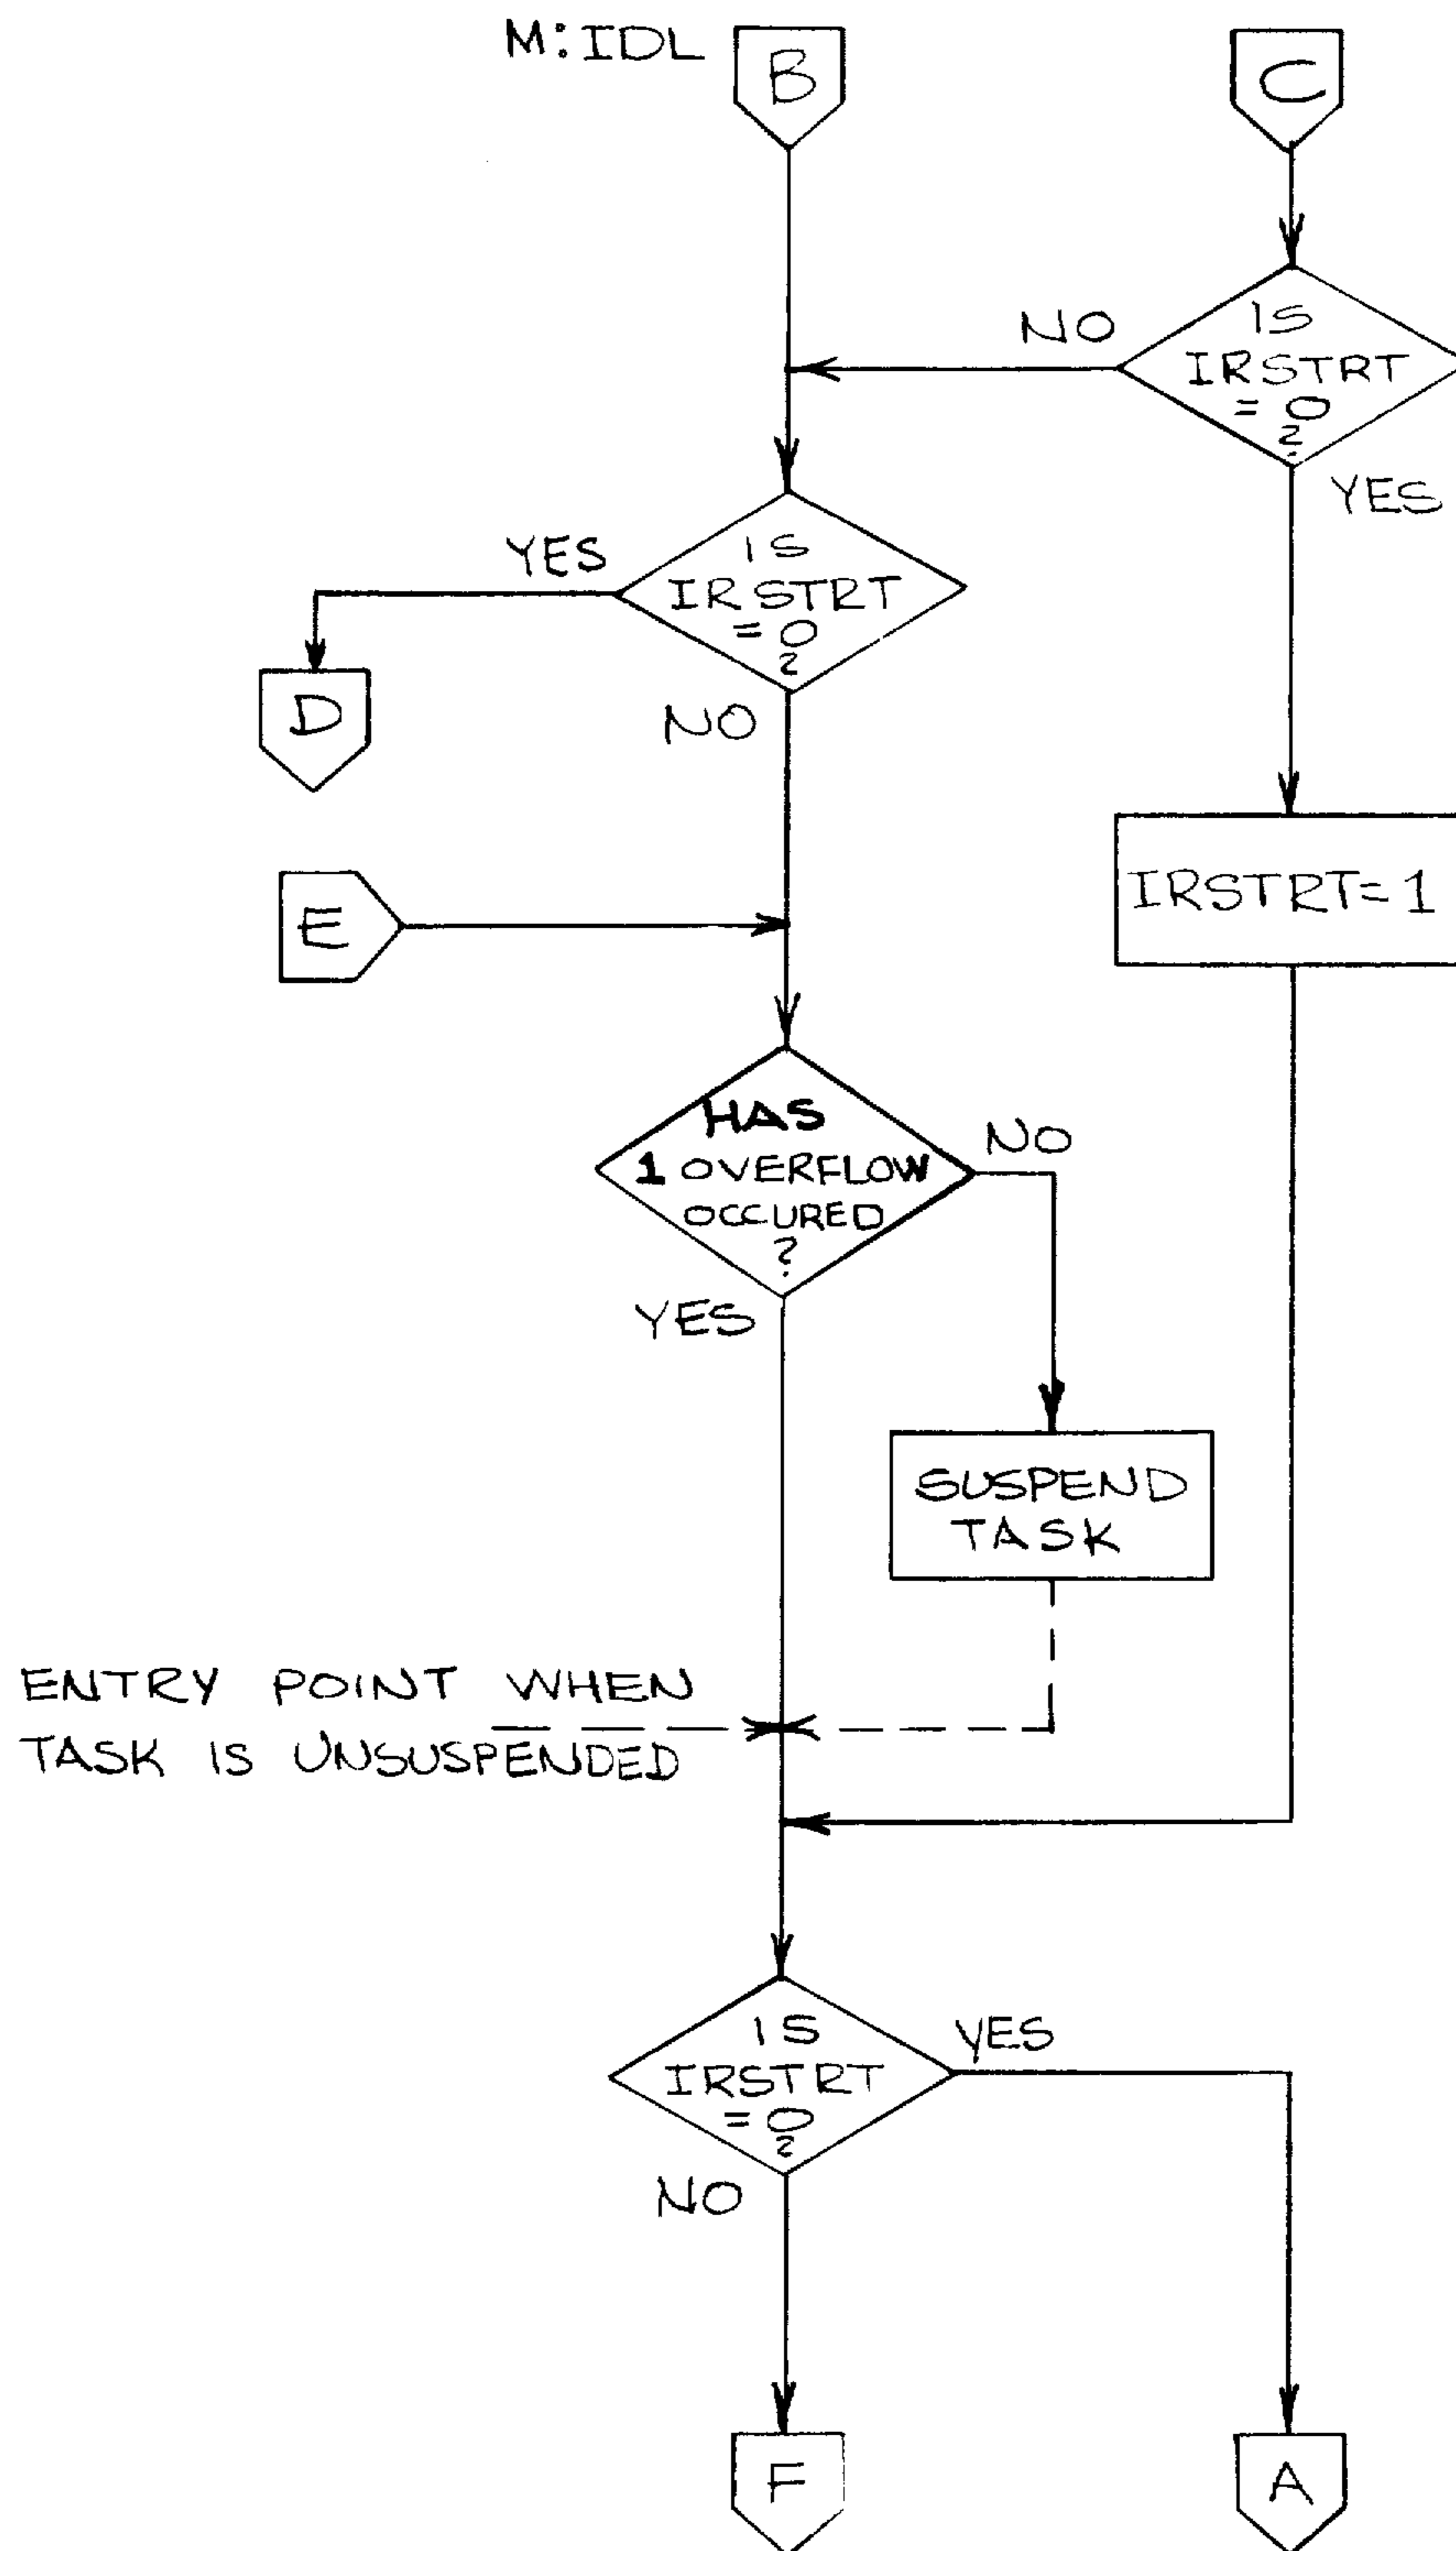 M:IDL
B
C
IS
IRSTRT
= 0
?
NO
YES
IS
IRSTRT
= 0
?
YES
NO
D
E
IRSTRT=1
HAS
1 OVERFLOW
OCCURED
?
NO
YES
SUSPEND
TASK
ENTRY POINT WHEN
TASK IS UNSUSPENDED
IS
IRSTRT
= 0
?
YES
NO
F
A